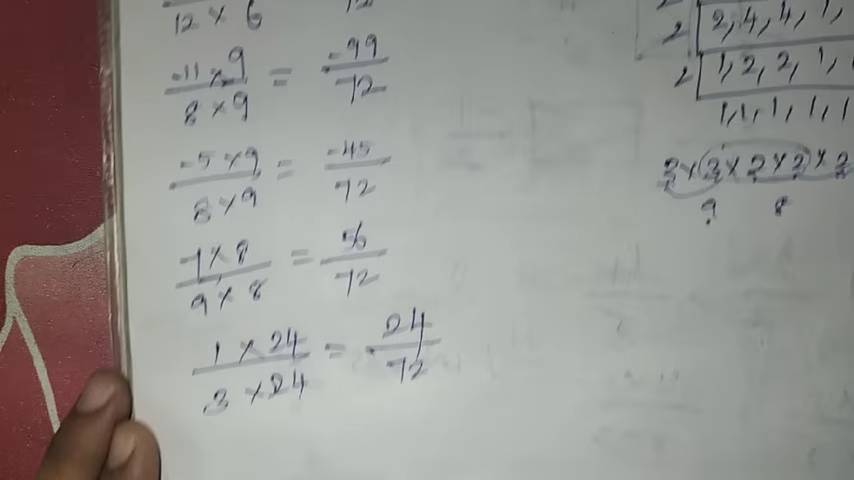 12 × 6 72
-11 × 9 / 8 × 9 = -99 / 72
-5 × 9 / 8 × 9 = -45 / 72
7 × 8 / 9 × 8 = 56 / 72
1 × 24 / 3 × 24 = 24 / 72
2 | 2, 4, 4, 1,
2 | 1, 2, 2, 1,
1, 1, 1, 1, 1
3 × 3 × 2 × 2 × 2
9 8